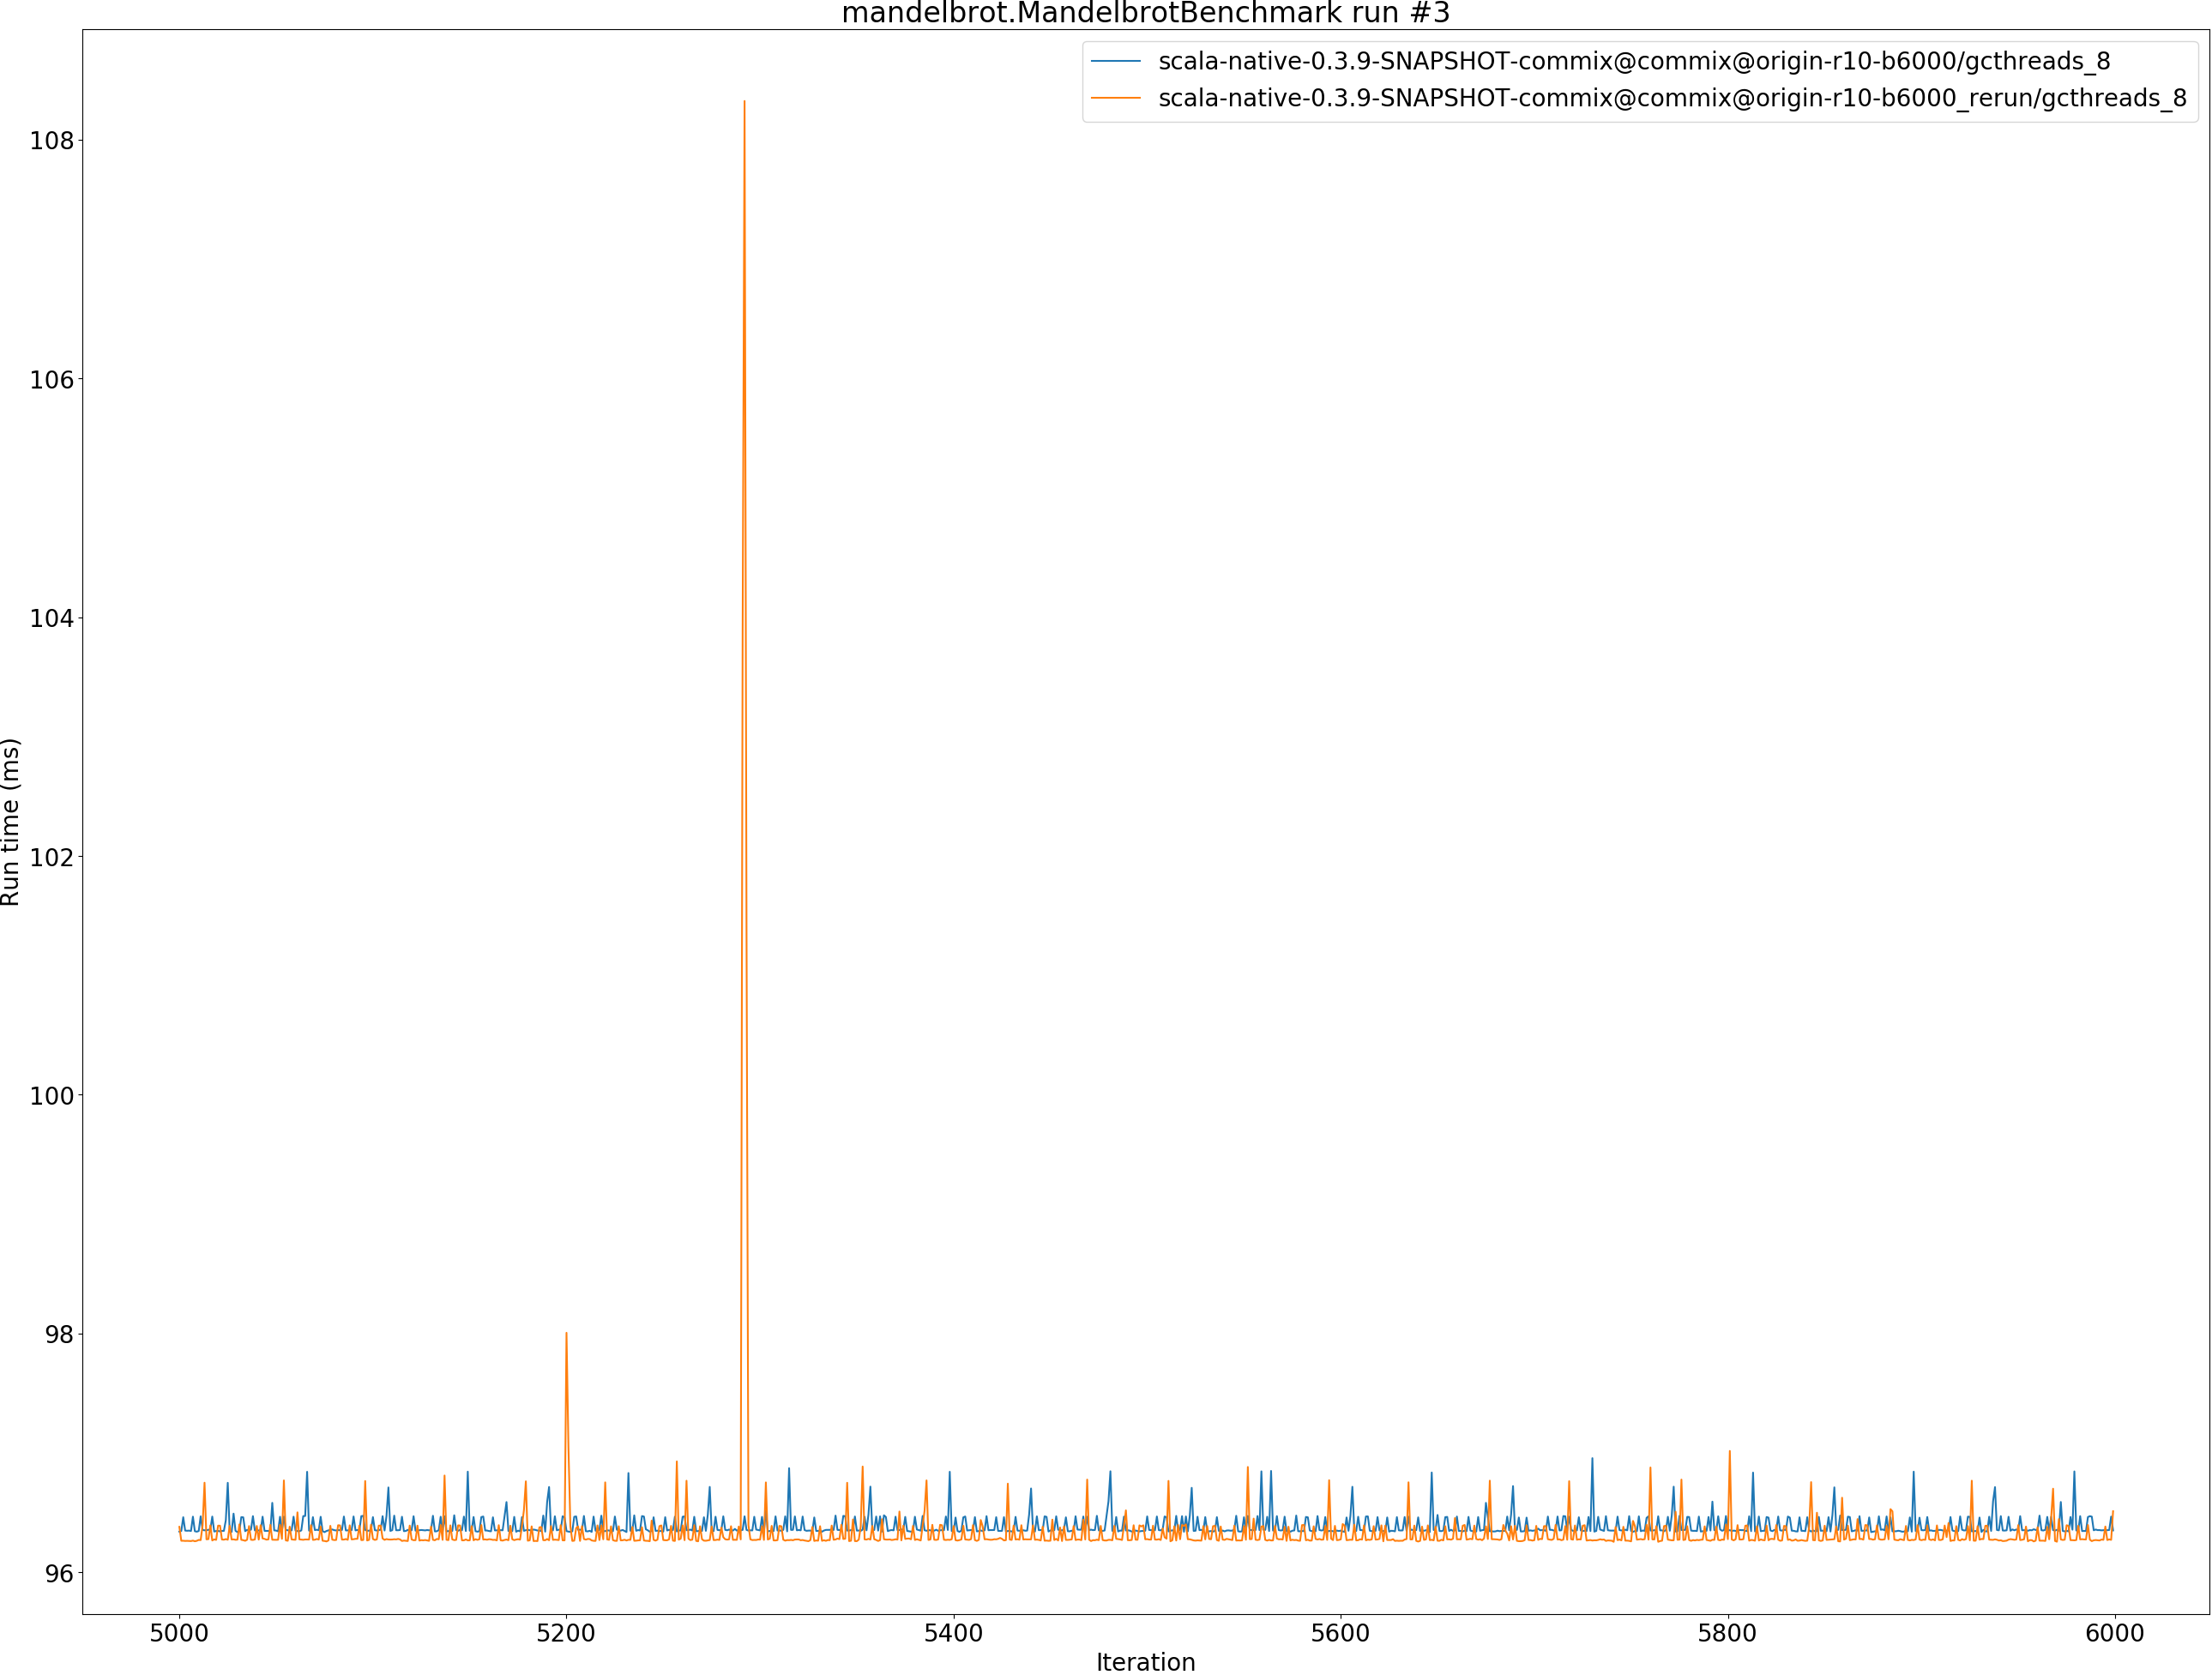 mandelbrot.MandelbrotBenchmark run #3
scala-native-0.3.9-SNAPSHOT-commix@commix@origin-r10-b6000/gcthreads_8
scala-native-0.3.9-SNAPSHOT-commix@commix@origin-r10-b6000_rerun/gcthreads_8
108
106
104
102
100
98
96
Run time (ms)
5000 5200 5400 5600 5800 6000
Iteration